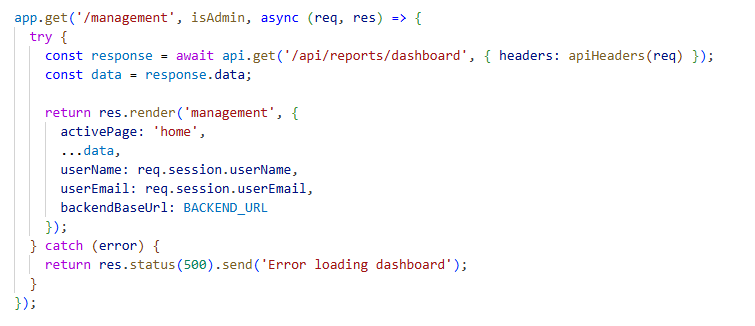 app.get('/management', isAdmin, async (req, res) => {
  try {
    const response = await api.get('/api/reports/dashboard', { headers: apiHeaders(req) });
    const data = response.data;

    return res.render('management', {
      activePage: 'home',
      ...data,
      userName: req.session.userName,
      userEmail: req.session.userEmail,
      backendBaseUrl: BACKEND_URL
    });
  } catch (error) {
    return res.status(500).send('Error loading dashboard');
  }
});